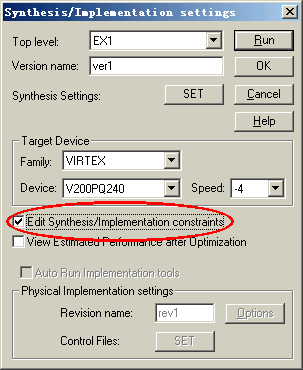 Synthesis/Implementation settings
Top level: EX1 Run
Version name: ver1 OK
Synthesis Settings: SET Cancel
Help
Target Device
Family: VIRTEX
Device: V200PQ240 Speed: -4
Edit Synthesis/Implementation constraints
View Estimated Performance after Optimization
Auto Run Implementation tools
Physical Implementation settings
Revision name: rev1 Options
Control Files: SET